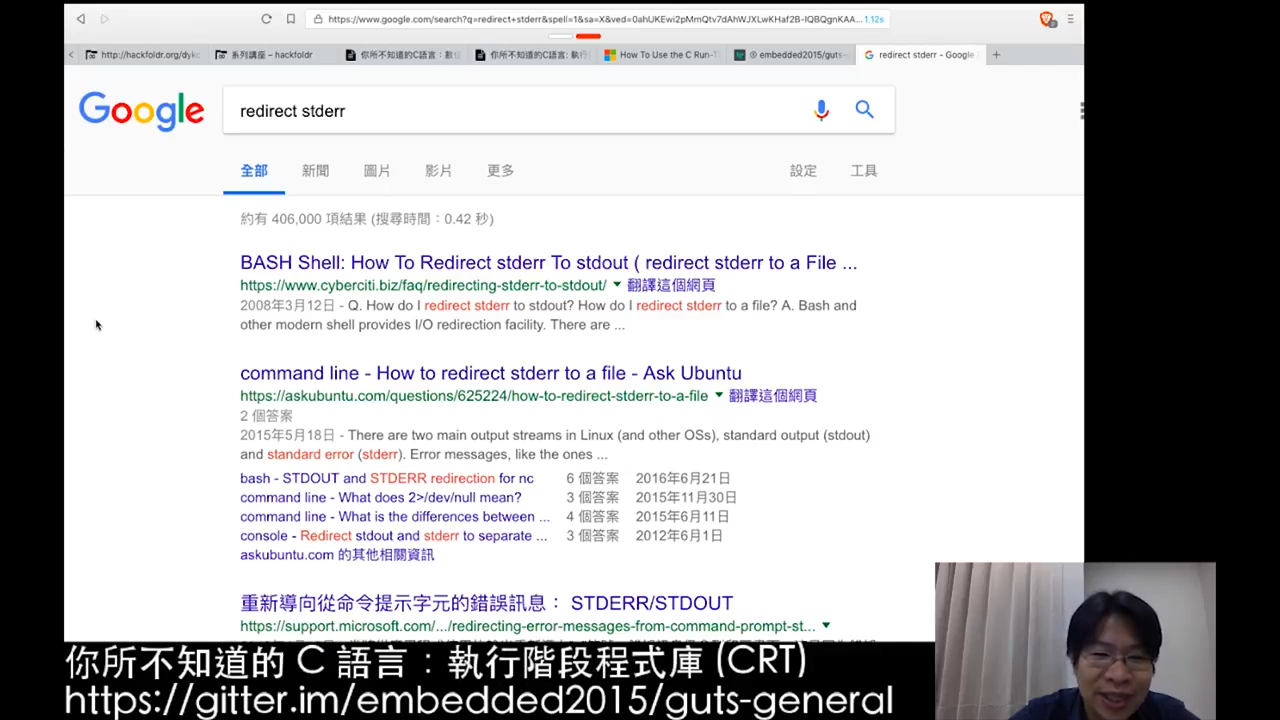 https://www.google.com/search?q=redirect+stderr&spell=1&sa=X&ved=0ahUKEwi2pMmQtv7dAhWJXLwKHaf2B-IQBQgnKAA... 1.12s
http://hackfoldr.org/dykc
系列講座 – hackfoldr
你所不知道的C語言：數
你所不知道的C語言: 執行
How To Use the C Run-T
embedded2015/guts-
redirect stderr - Google
Google
redirect stderr
全部 新聞 圖片 影片 更多 設定 工具
約有 406,000 項結果 (搜尋時間：0.42 秒)
BASH Shell: How To Redirect stderr To stdout ( redirect stderr to a File ...
https://www.cyberciti.biz/faq/redirecting-stderr-to-stdout/ 翻譯這個網頁
2008年3月12日 - Q. How do I redirect stderr to stdout? How do I redirect stderr to a file? A. Bash and
other modern shell provides I/O redirection facility. There are ...
command line - How to redirect stderr to a file - Ask Ubuntu
https://askubuntu.com/questions/625224/how-to-redirect-stderr-to-a-file 翻譯這個網頁
2 個答案
2015年5月18日 - There are two main output streams in Linux (and other OSs), standard output (stdout)
and standard error (stderr). Error messages, like the ones ...
bash - STDOUT and STDERR redirection for nc 6 個答案 2016年6月21日
command line - What does 2>/dev/null mean? 3 個答案 2015年11月30日
command line - What is the differences between ... 4 個答案 2015年6月11日
console - Redirect stdout and stderr to separate ... 3 個答案 2012年6月1日
askubuntu.com 的其他相關資訊
重新導向從命令提示字元的錯誤訊息： STDERR/STDOUT
https://support.microsoft.com/.../redirecting-error-messages-from-command-prompt-st...
你所不知道的 C 語言：執行階段程式庫 (CRT)
https://gitter.im/embedded2015/guts-general